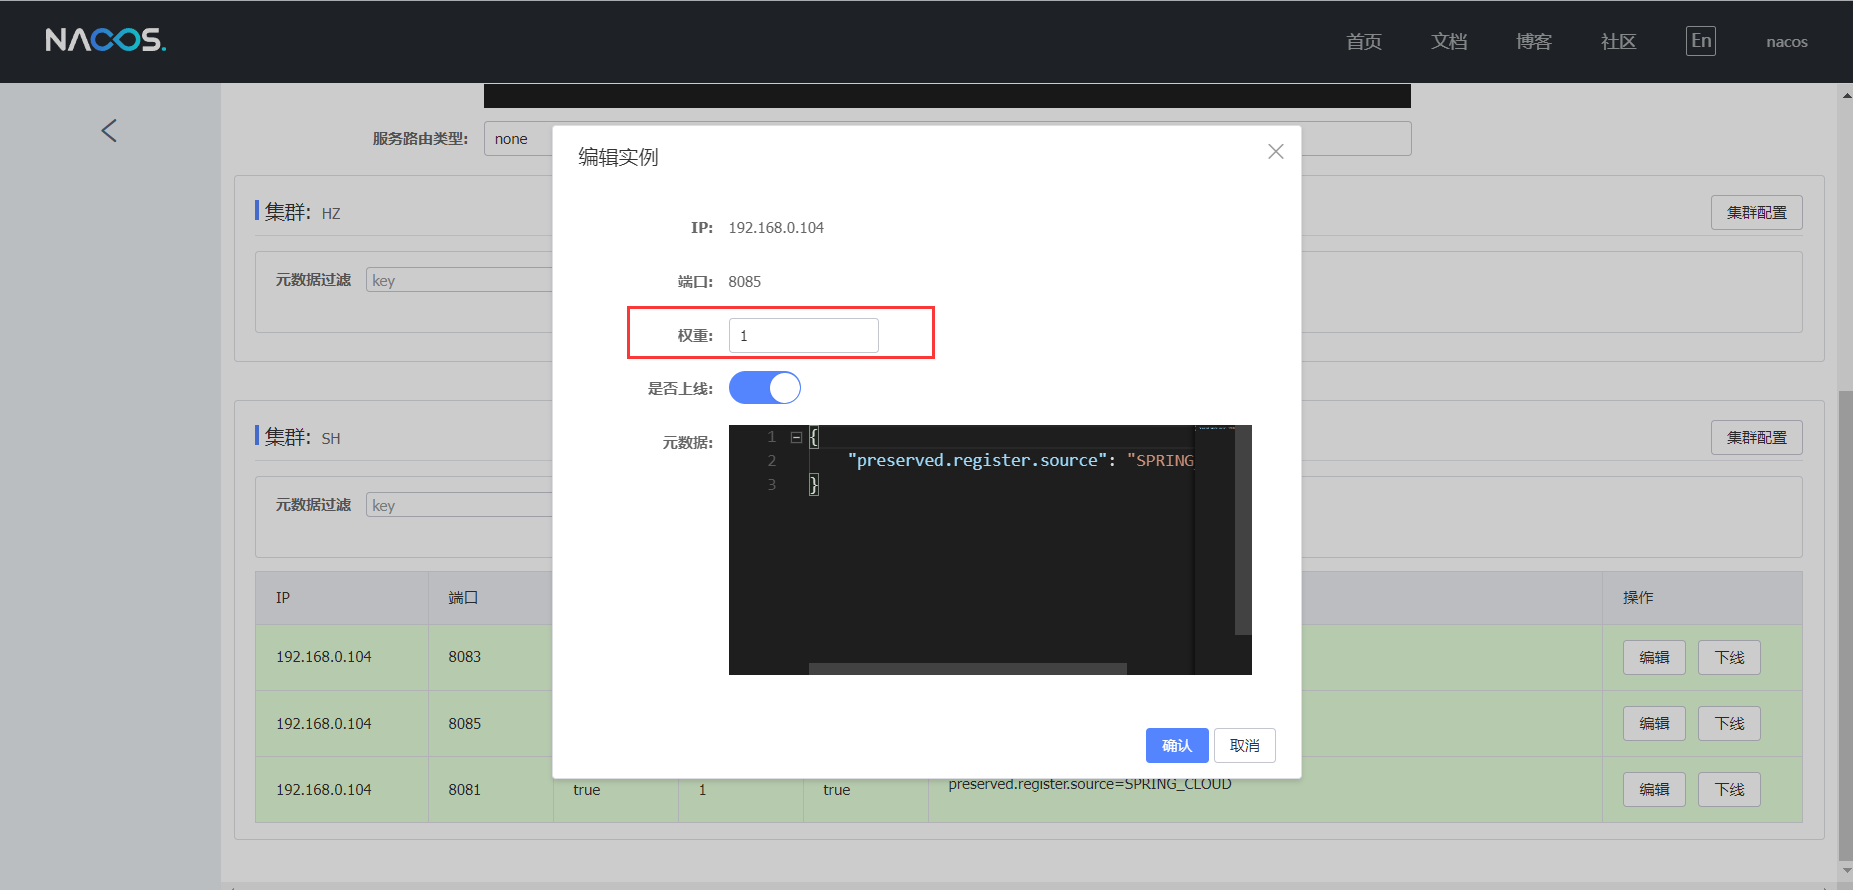 NACOS.
首页 文档 博客 社区 En nacos
服务路由类型: none
编辑实例
集群: HZ
集群配置
IP: 192.168.0.104
元数据过滤 key
端口: 8085
权重: 1
是否上线:
集群: SH
集群配置
元数据:
1 {
2 "preserved.register.source": "SPRING
3 }
元数据过滤 key
IP 端口 操作
192.168.0.104 8083 编辑 下线
192.168.0.104 8085 编辑 下线
确认 取消
192.168.0.104 8081 true 1 true preserved.register.source=SPRING_CLOUD 编辑 下线